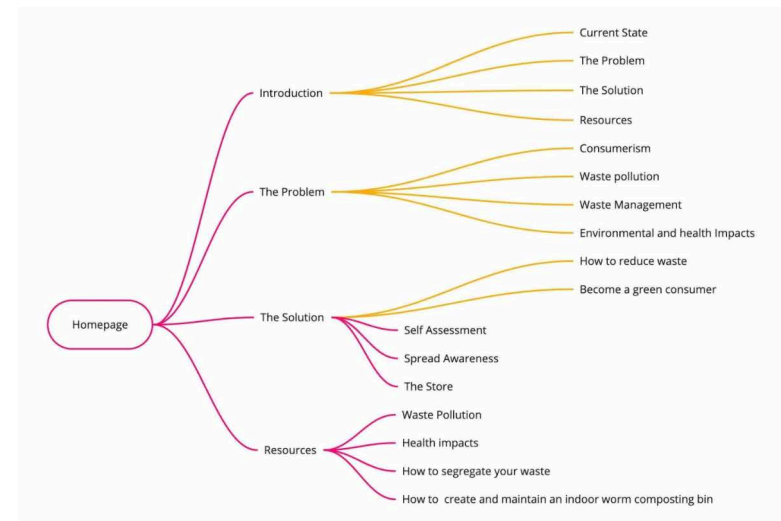 Homepage
Introduction
Current State
The Problem
The Solution
Resources
The Problem
Consumerism
Waste pollution
Waste Management
Environmental and health Impacts
The Solution
How to reduce waste
Become a green consumer
Self Assessment
Spread Awareness
The Store
Resources
Waste Pollution
Health impacts
How to segregate your waste
How to create and maintain an indoor worm composting bin